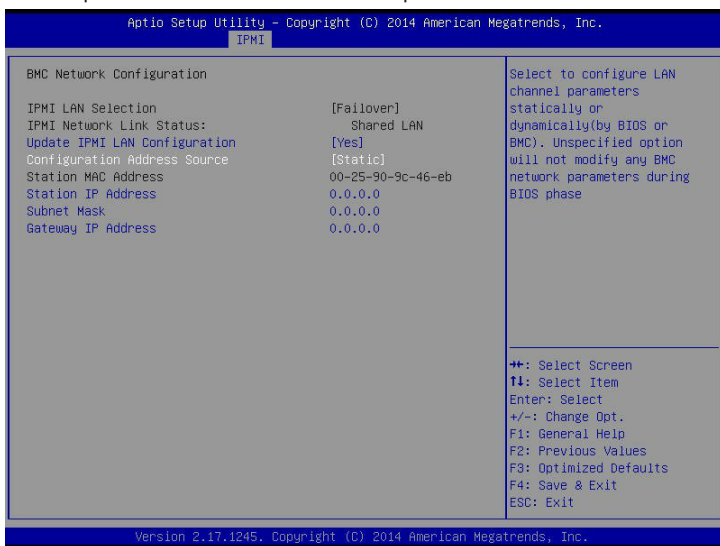 Aptio Setup Utility – Copyright (C) 2014 American Megatrends, Inc.
IPMI
BMC Network Configuration
IPMI LAN Selection [Failover]
IPMI Network Link Status: Shared LAN
Update IPMI LAN Configuration [Yes]
Configuration Address Source [Static]
Station MAC Address 00-25-90-9c-46-eb
Station IP Address 0.0.0.0
Subnet Mask 0.0.0.0
Gateway IP Address 0.0.0.0
Select to configure LAN
channel parameters
statically or
dynamically(by BIOS or
BMC). Unspecified option
will not modify any BMC
network parameters during
BIOS phase
→←: Select Screen
↑↓: Select Item
Enter: Select
+/-: Change Opt.
F1: General Help
F2: Previous Values
F3: Optimized Defaults
F4: Save & Exit
ESC: Exit
Version 2.17.1245. Copyright (C) 2014 American Megatrends, Inc.